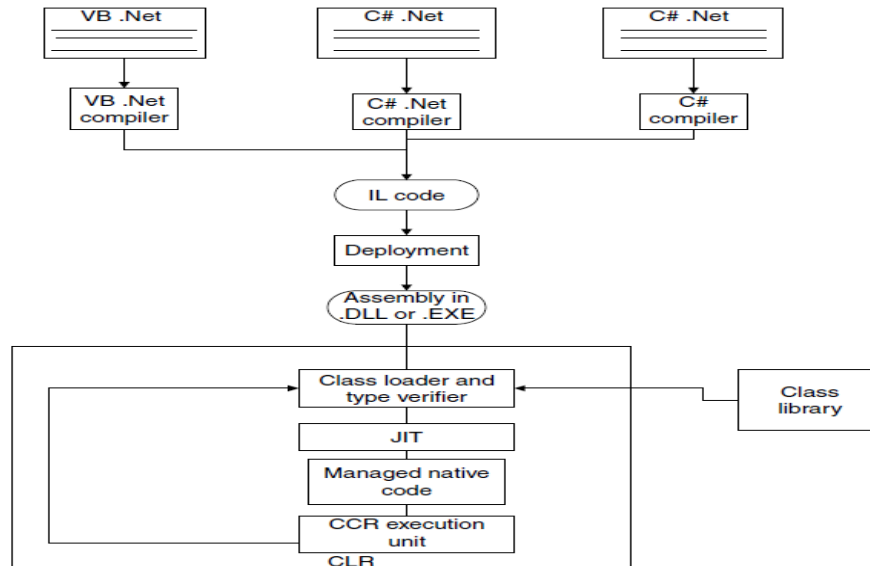 VB .Net
C# .Net
C# .Net
VB .Net
compiler
C# .Net
compiler
C#
compiler
IL code
Deployment
Assembly in
.DLL or .EXE
Class loader and
type verifier
Class
library
JIT
Managed native
code
CCR execution
unit
CLR